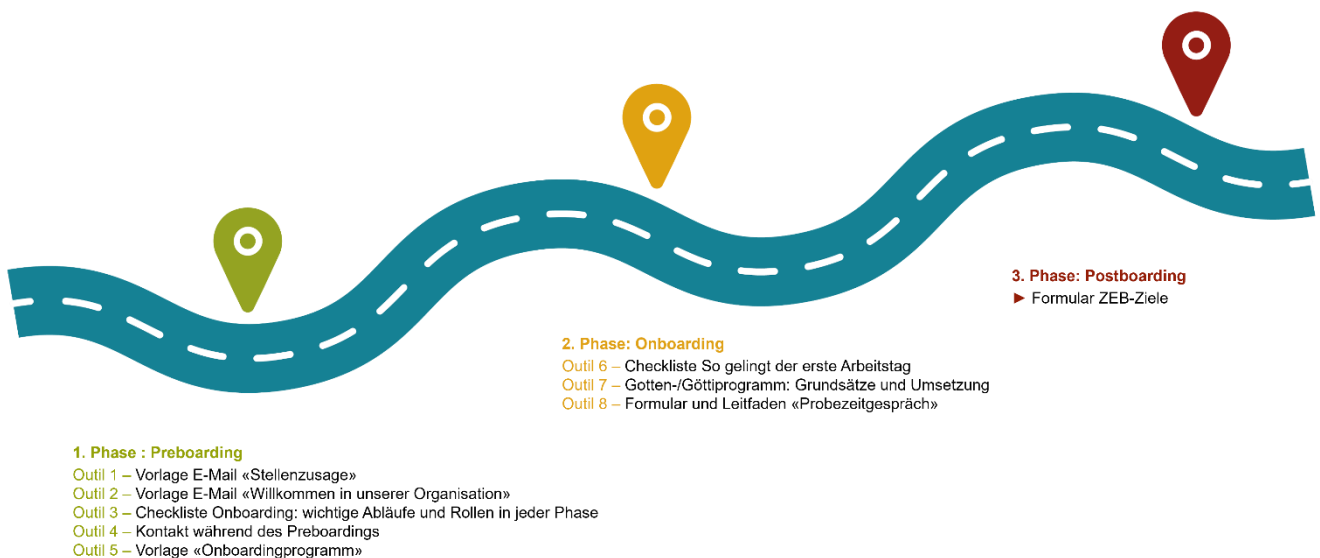 1. Phase : Preboarding
Outil 1 – Vorlage E-Mail «Stellenzusage»
Outil 2 – Vorlage E-Mail «Willkommen in unserer Organisation»
Outil 3 – Checkliste Onboarding: wichtige Abläufe und Rollen in jeder Phase
Outil 4 – Kontakt während des Preboardings
Outil 5 – Vorlage «Onboardingprogramm»
2. Phase: Onboarding
Outil 6 – Checkliste So gelingt der erste Arbeitstag
Outil 7 – Gotten-/Göttiprogramm: Grundsätze und Umsetzung
Outil 8 – Formular und Leitfaden «Probezeitgespräch»
3. Phase: Postboarding
► Formular ZEB-Ziele